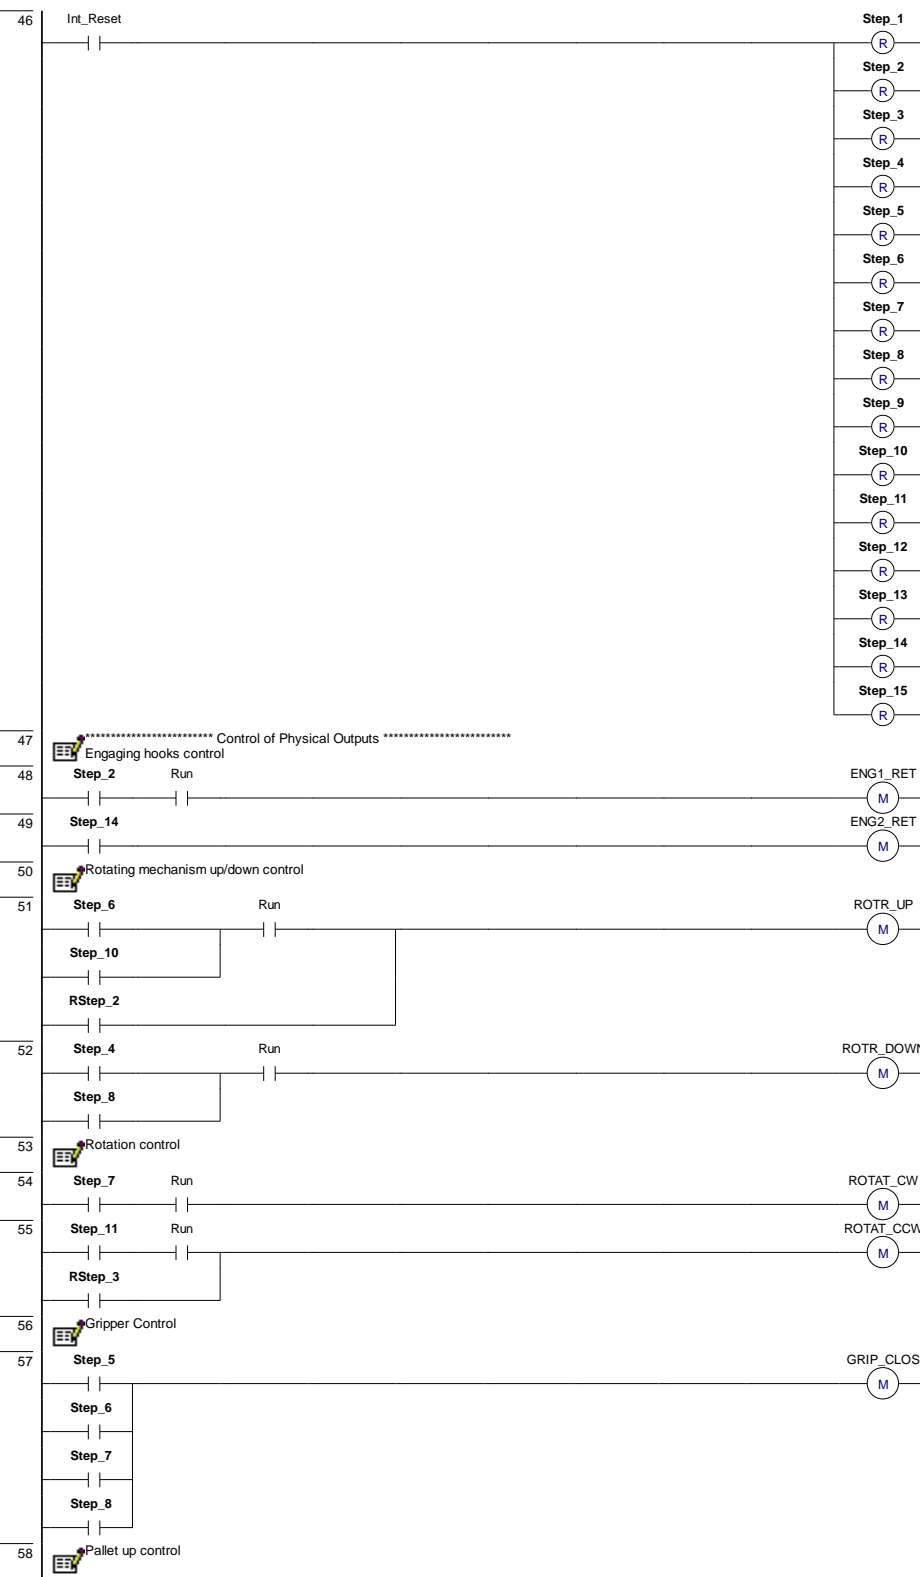 46 Int_Reset Step_1
R
Step_2
R
Step_3
R
Step_4
R
Step_5
R
Step_6
R
Step_7
R
Step_8
R
Step_9
R
Step_10
R
Step_11
R
Step_12
R
Step_13
R
Step_14
R
Step_15
R
47 ************************* Control of Physical Outputs *************************
Engaging hooks control
48 Step_2 Run ENG1_RET
M
49 Step_14 ENG2_RET
M
50 Rotating mechanism up/down control
51 Step_6 Run ROTR_UP
M
Step_10
RStep_2
52 Step_4 Run ROTR_DOWN
M
Step_8
53 Rotation control
54 Step_7 Run ROTAT_CW
M
55 Step_11 Run ROTAT_CCW
M
RStep_3
56 Gripper Control
57 Step_5 GRIP_CLOS
M
Step_6
Step_7
Step_8
58 Pallet up control